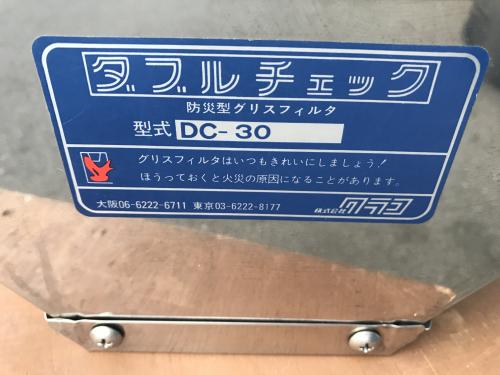 ダブルチェック
防災型グリスフィルタ
型式 DC-30
グリスフィルタはいつもきれいにしましょう!
ほうっておくと火災の原因になることがあります。
大阪06-6222-6711 東京03-6222-8177
株式会社 クラコ